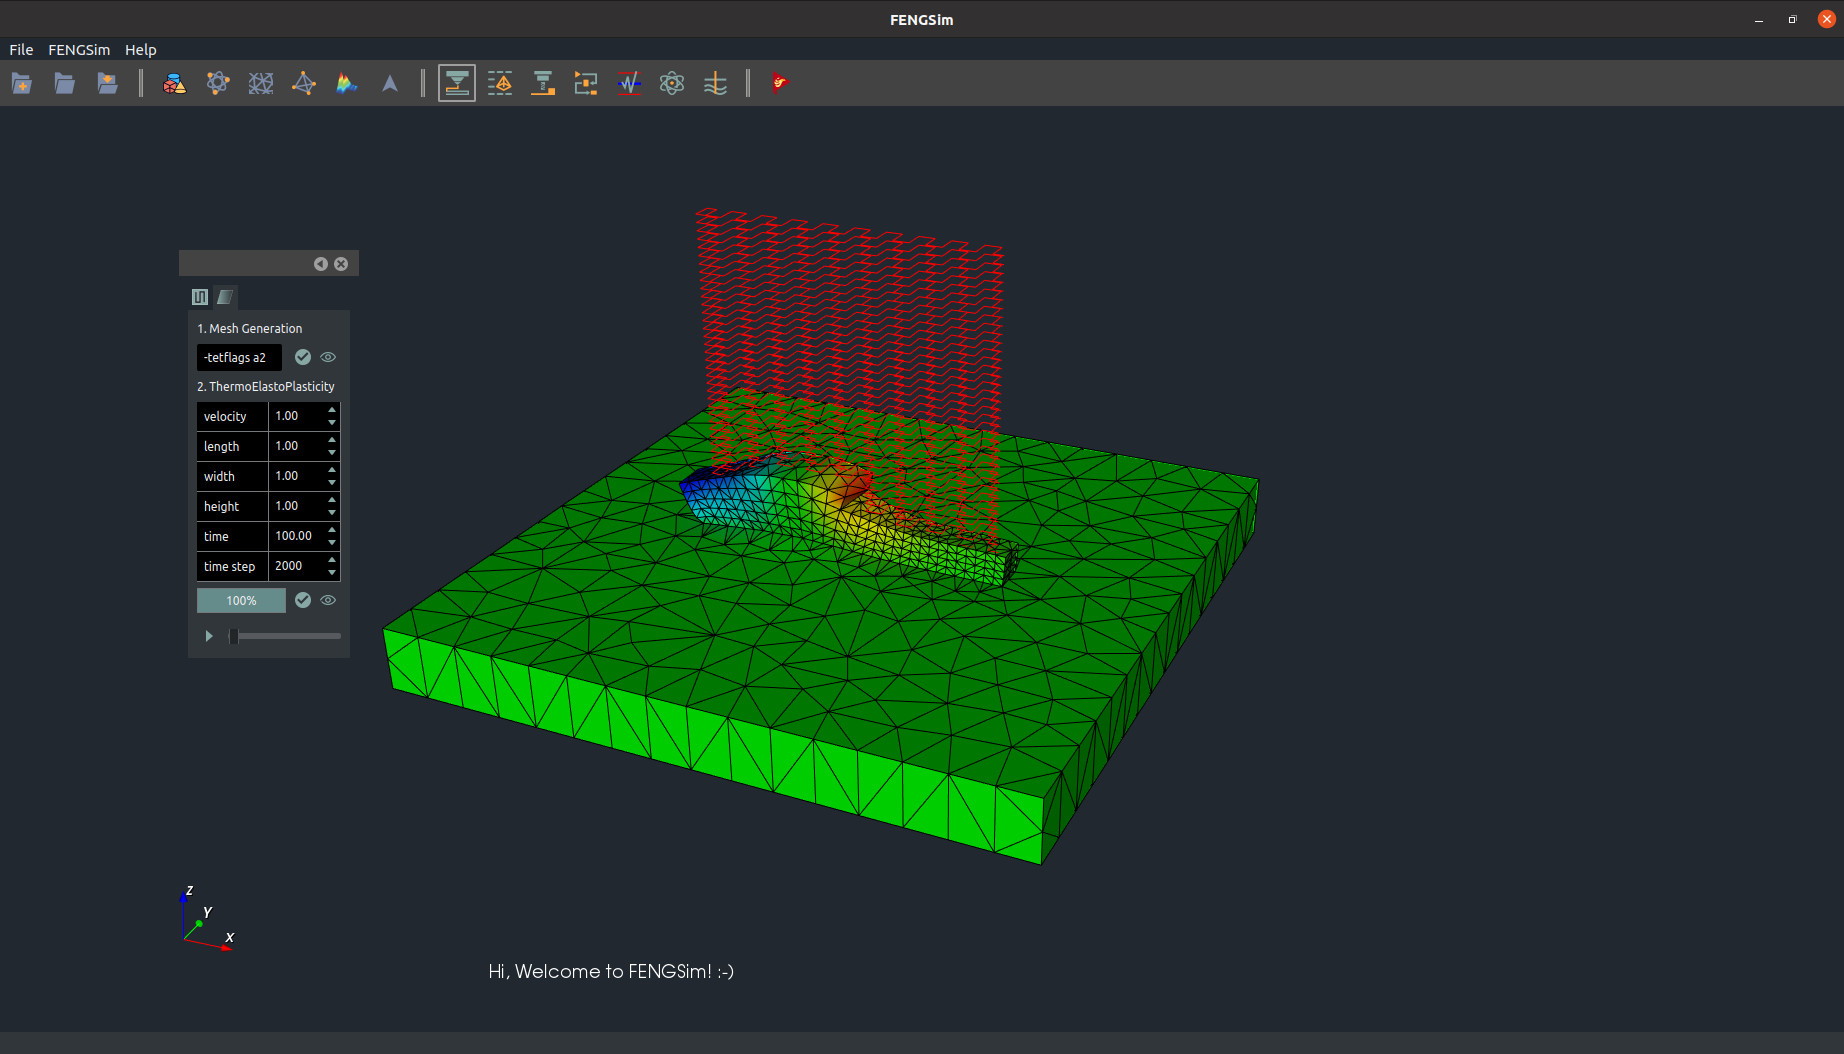 FENGSim
File FENGSim Help
1. Mesh Generation
-tetflags a2
2. ThermoElastoPlasticity
velocity 1.00
length 1.00
width 1.00
height 1.00
time 100.00
time step 2000
100%
Z
Y
X
Hi, Welcome to FENGSim! :-)